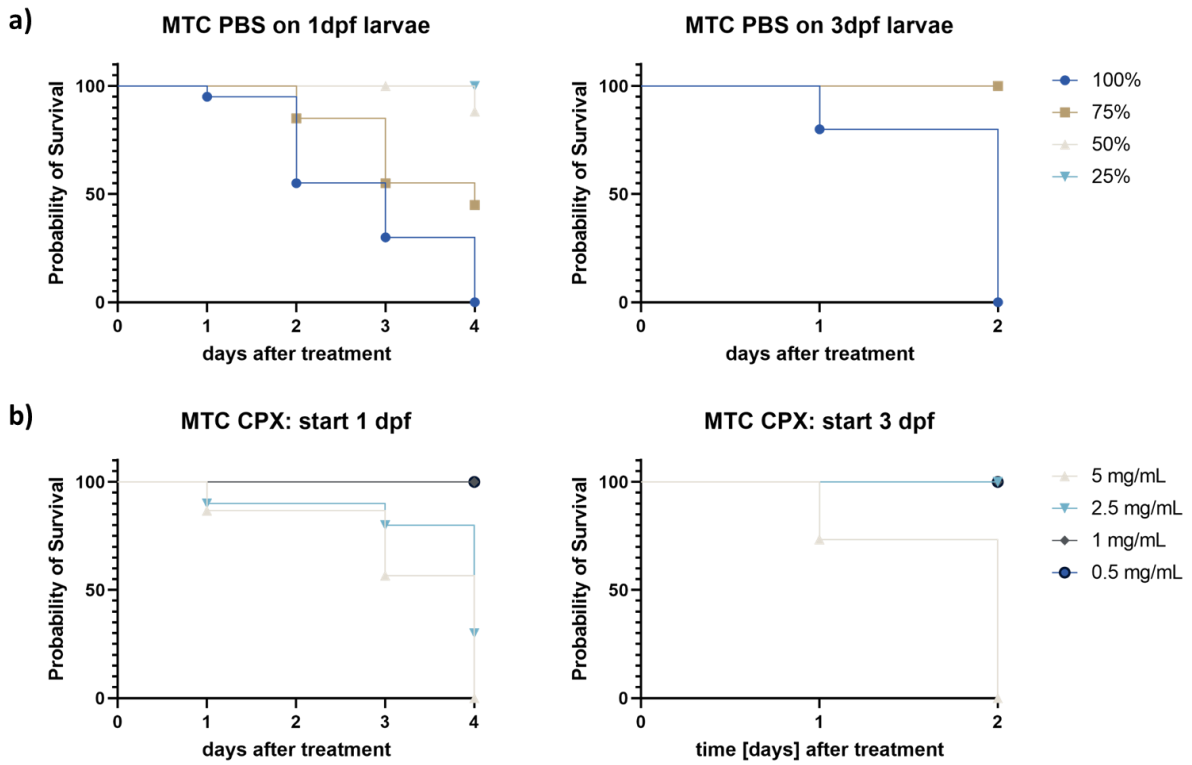 a)
MTC PBS on 1dpf larvae
Probability of Survival
100
50
0
0 1 2 3 4
days after treatment
MTC PBS on 3dpf larvae
Probability of Survival
100
50
0
0 1 2
days after treatment
100%
75%
50%
25%
b)
MTC CPX: start 1 dpf
Probability of Survival
100
50
0
0 1 2 3 4
days after treatment
MTC CPX: start 3 dpf
Probability of Survival
100
50
0
0 1 2
time [days] after treatment
5 mg/mL
2.5 mg/mL
1 mg/mL
0.5 mg/mL